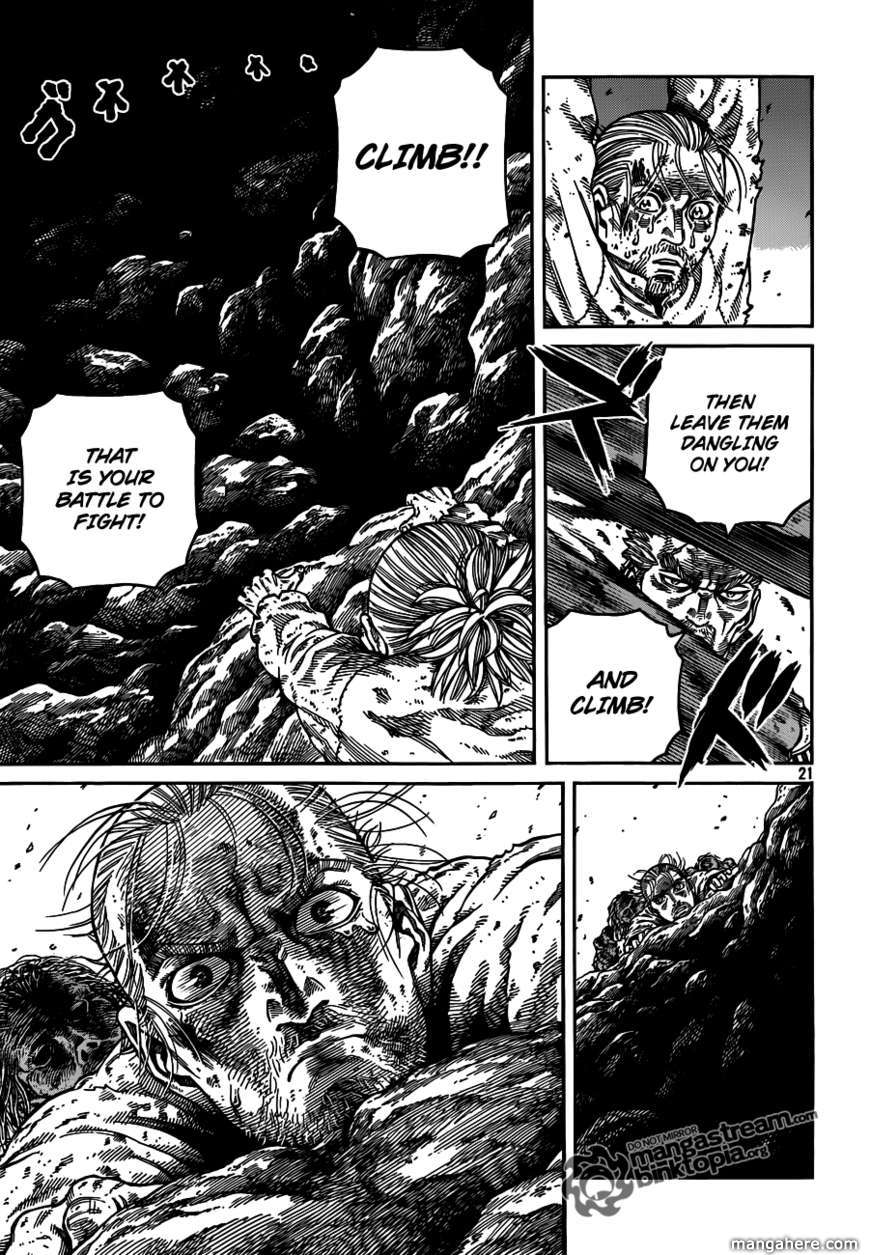 THEN
LEAVE THEM
DANGLING
ON YOU!
AND
CLIMB!
CLIMB!!
THAT
IS YOUR
BATTLE TO
FIGHT!
21
DO NOT MIRROR
mangastream.com
binktopia.org
mangahere.com